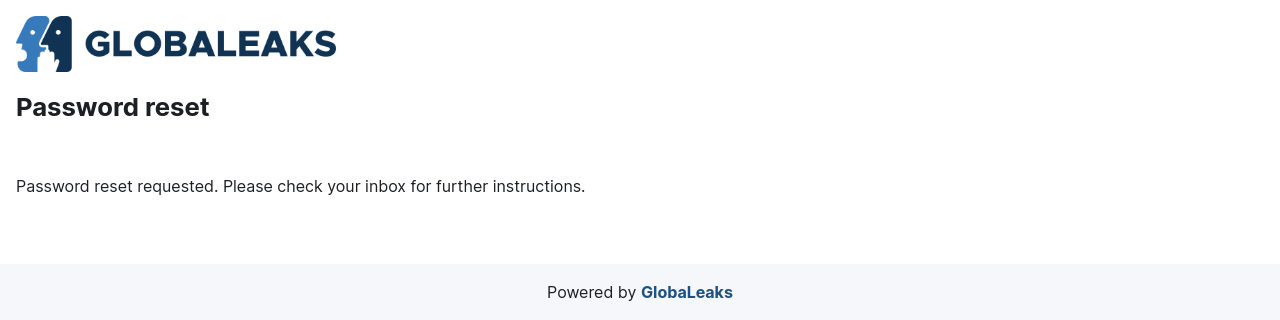 GLOBALEAKS
Password reset
Password reset requested. Please check your inbox for further instructions.
Powered by GlobaLeaks